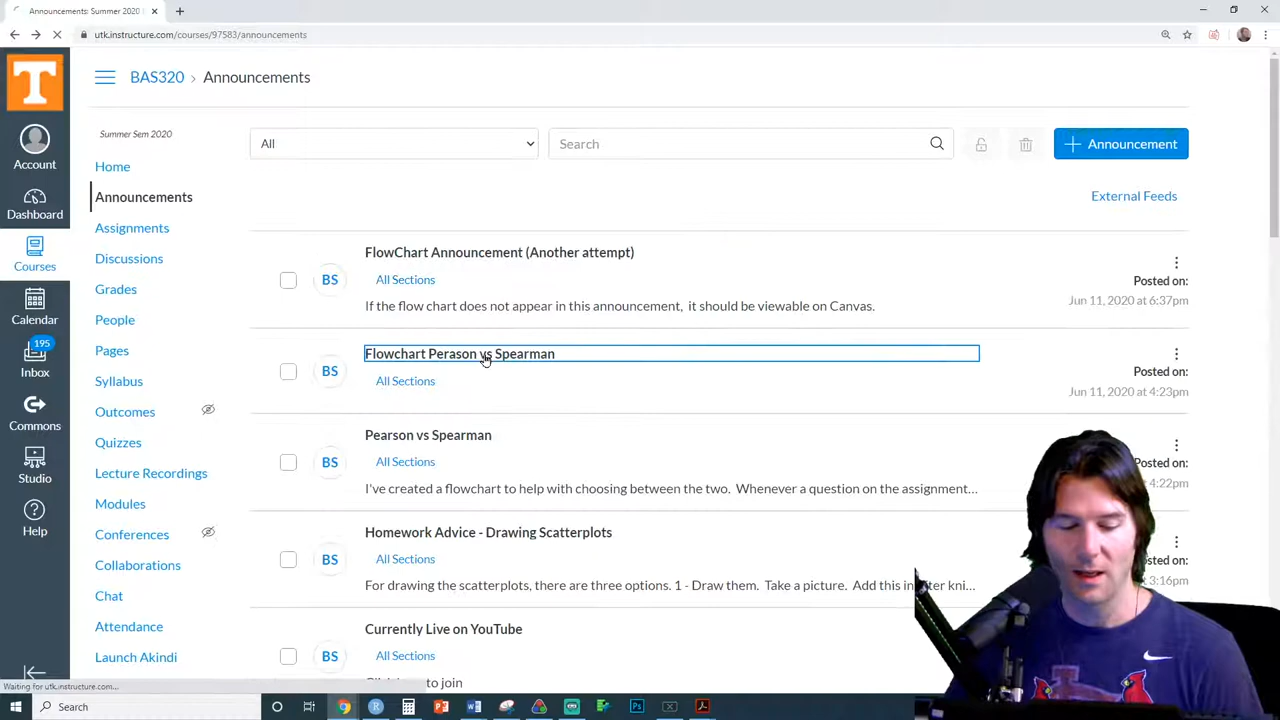 Announcements: Summer Sem 2020
utk.instructure.com/courses/97583/announcements
BAS320 › Announcements
Summer Sem 2020
All
Search
Announcement
External Feeds
Account
Dashboard
Courses
Calendar
195
Inbox
Commons
Studio
Help
Home
Announcements
Assignments
Discussions
Grades
People
Pages
Syllabus
Outcomes
Quizzes
Lecture Recordings
Modules
Conferences
Collaborations
Chat
Attendance
Launch Akindi
FlowChart Announcement (Another attempt)
BS
All Sections
Posted on:
Jun 11, 2020 at 6:37pm
If the flow chart does not appear in this announcement, it should be viewable on Canvas.
Flowchart Perason vs Spearman
BS
All Sections
Posted on:
Jun 11, 2020 at 4:23pm
Pearson vs Spearman
BS
All Sections
Posted on:
4:22pm
I've created a flowchart to help with choosing between the two. Whenever a question on the assignment...
Homework Advice - Drawing Scatterplots
BS
All Sections
on:
3:16pm
For drawing the scatterplots, there are three options. 1 - Draw them. Take a picture. Add this in
Currently Live on YouTube
BS
All Sections
Posted on:
to join
Waiting for utk.instructure.com...
Search